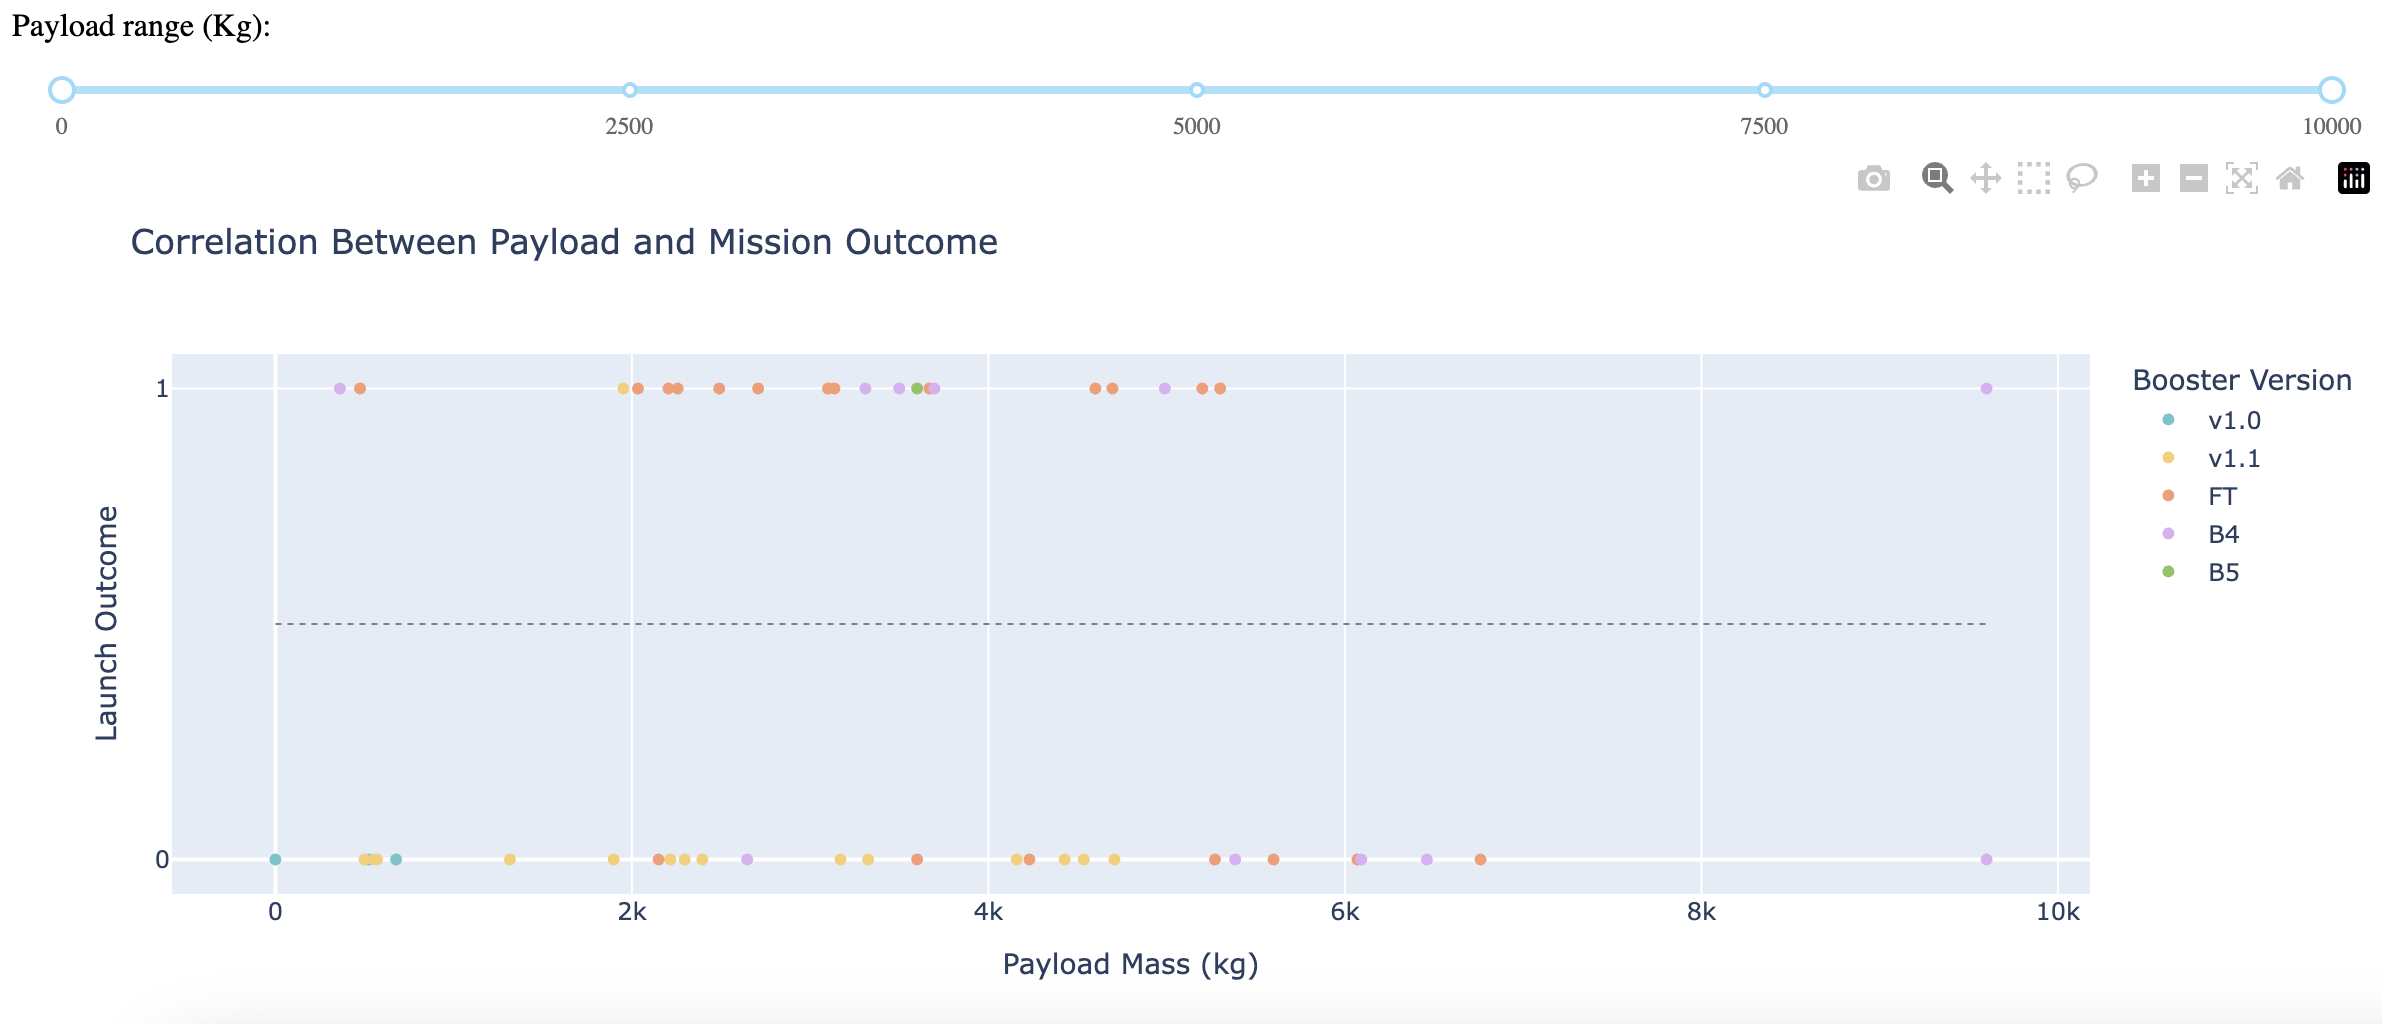 Payload range (Kg):
0 2500 5000 7500 10000
Correlation Between Payload and Mission Outcome
1
0
Launch Outcome
0 2k 4k 6k 8k 10k
Payload Mass (kg)
Booster Version
v1.0
v1.1
FT
B4
B5